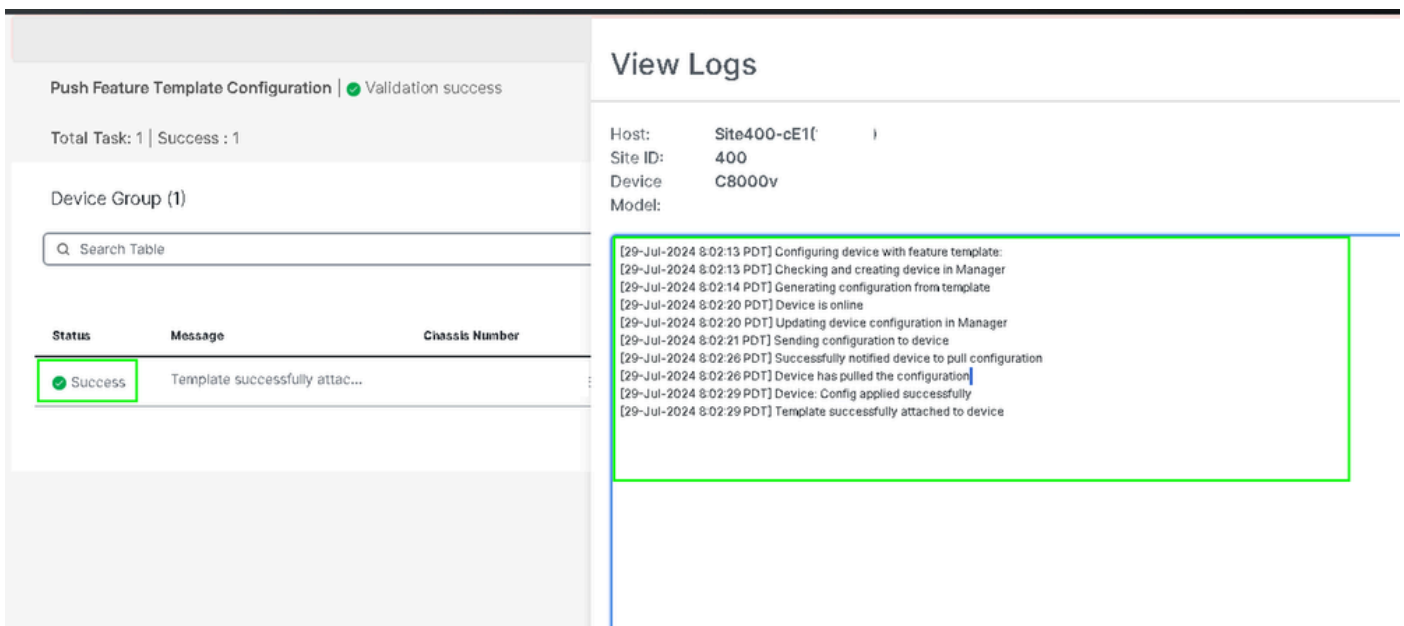 Push Feature Template Configuration | Validation success
Total Task: 1 | Success : 1
Device Group (1)
Search Table
Status Message Chassis Number
Success Template successfully attac...
View Logs
Host: Site400-cE1( )
Site ID: 400
Device Model: C8000v
[29-Jul-2024 8:02:13 PDT] Configuring device with feature template:
[29-Jul-2024 8:02:13 PDT] Checking and creating device in Manager
[29-Jul-2024 8:02:14 PDT] Generating configuration from template
[29-Jul-2024 8:02:20 PDT] Device is online
[29-Jul-2024 8:02:20 PDT] Updating device configuration in Manager
[29-Jul-2024 8:02:21 PDT] Sending configuration to device
[29-Jul-2024 8:02:26 PDT] Successfully notified device to pull configuration
[29-Jul-2024 8:02:26 PDT] Device has pulled the configuration
[29-Jul-2024 8:02:29 PDT] Device: Config applied successfully
[29-Jul-2024 8:02:29 PDT] Template successfully attached to device